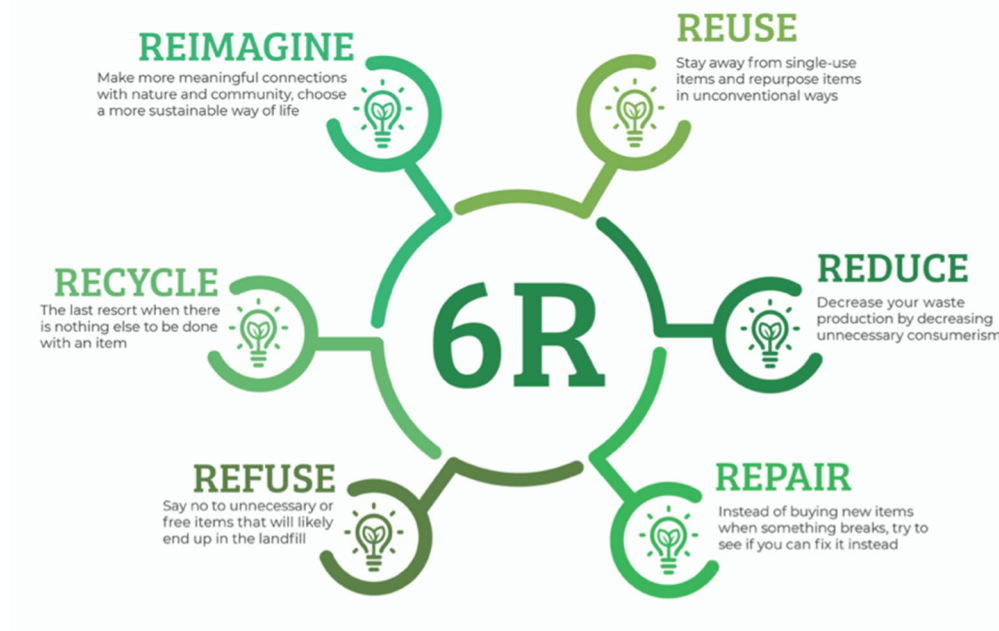 REIMAGINE
Make more meaningful connections
with nature and community, choose
a more sustainable way of life
REUSE
Stay away from single-use
items and repurpose items
in unconventional ways
RECYCLE
The last resort when there
is nothing else to be done
with an item
6R
REDUCE
Decrease your waste
production by decreasing
unnecessary consumerism
REFUSE
Say no to unnecessary or
free items that will likely
end up in the landfill
REPAIR
Instead of buying new items
when something breaks, try to
see if you can fix it instead